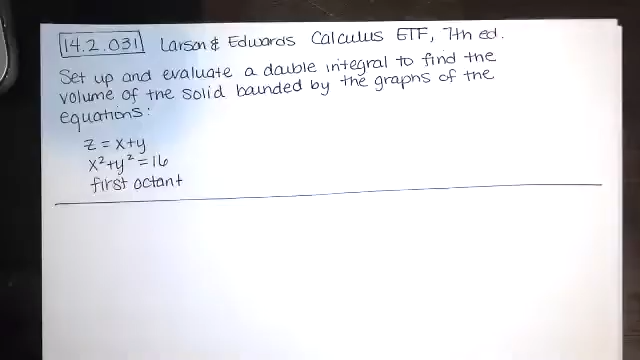 14.2.031 Larson & Edwards Calculus ETF, 7th ed.
Set up and evaluate a double integral to find the
volume of the solid bounded by the graphs of the
equations:
z = x+y
x²+y² = 16
first octant